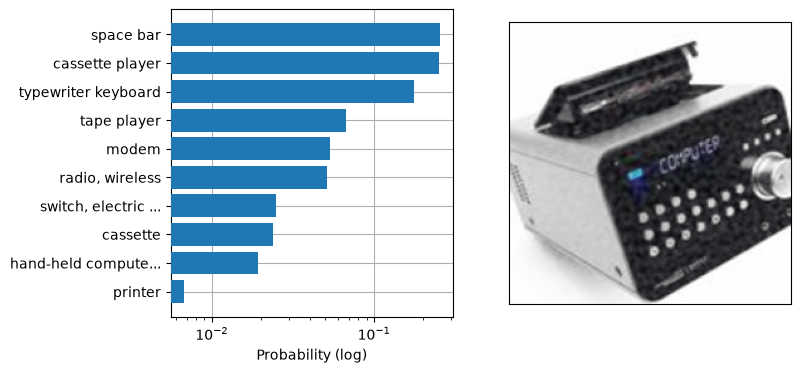 space bar
cassette player
typewriter keyboard
tape player
modem
radio, wireless
switch, electric ...
cassette
hand-held compute...
printer
10⁻² 10⁻¹
Probability (log)
COMPUTER